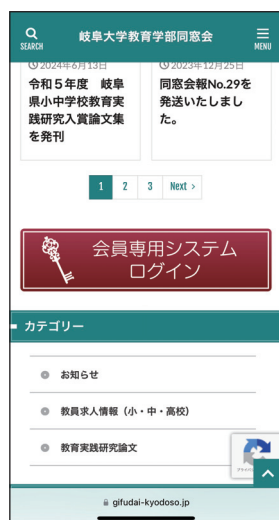 岐阜大学教育学部同窓会
SEARCH
MENU
2024年6月13日
令和５年度　岐阜
県小中学校教育実
践研究入賞論文集
を発刊
2023年12月25日
同窓会報No.29を
発送いたしまし
た。
1 2 3 Next >
会員専用システム
ログイン
カテゴリー
お知らせ
教員求人情報（小・中・高校）
教育実践研究論文
gifudai-kyodoso.jp